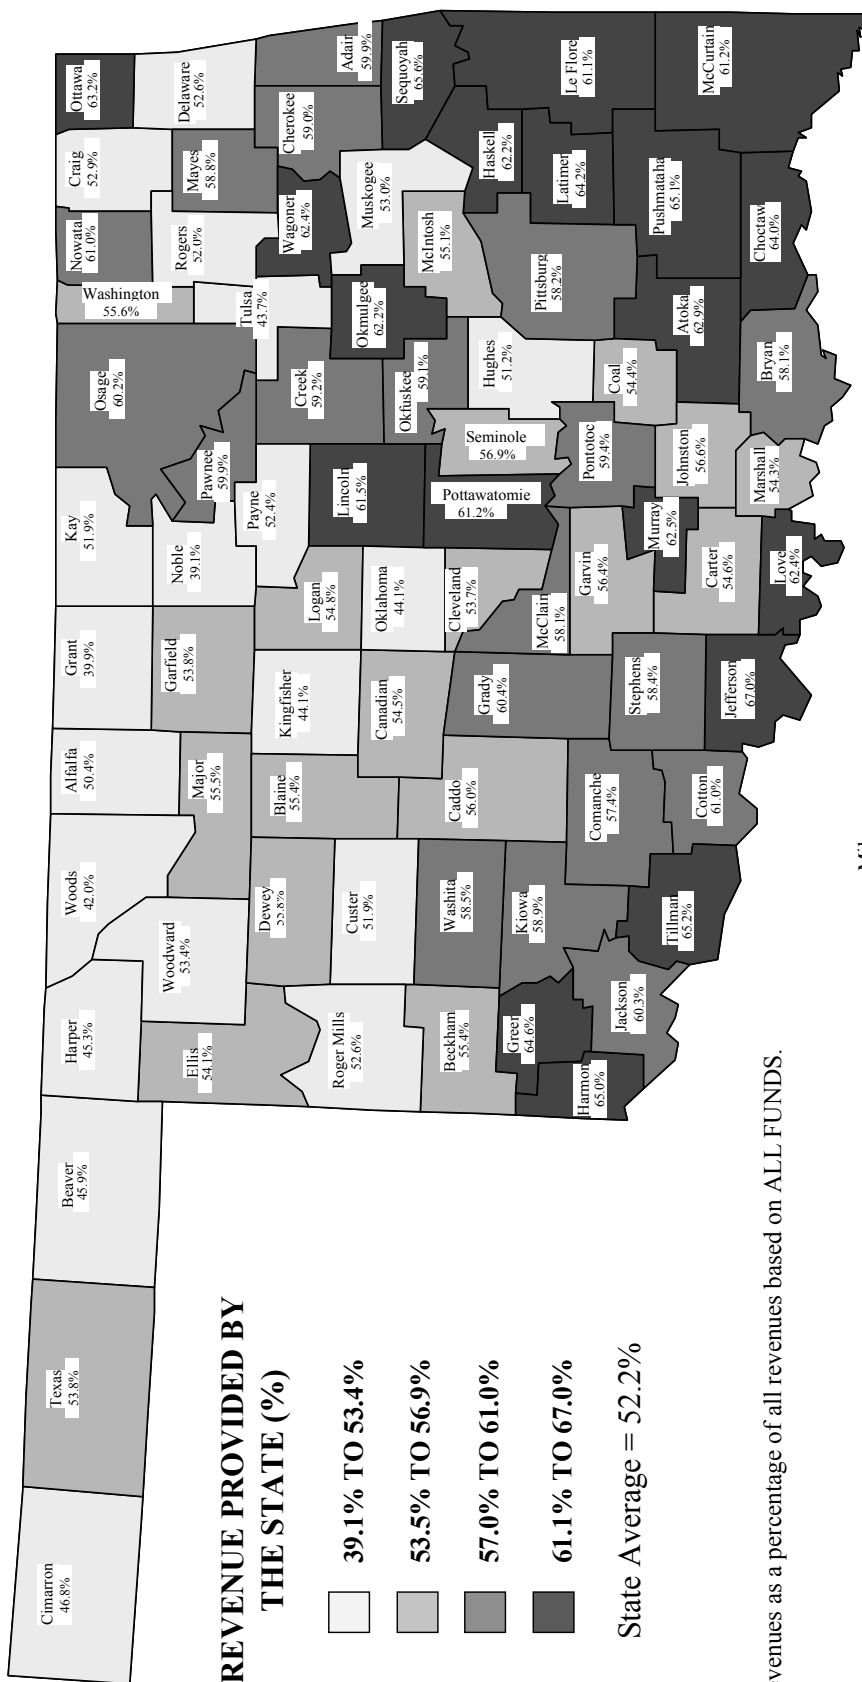 Cimarron
46.8%
Texas
53.8%
Beaver
45.9%
Harper
45.3%
Woods
42.0%
Alfalfa
50.4%
Grant
39.9%
Kay
51.9%
Osage
60.2%
Washington
55.6%
Nowata
61.0%
Craig
52.9%
Ottawa
63.2%
Ellis
54.1%
Woodward
53.4%
Major
55.5%
Garfield
53.8%
Noble
39.1%
Pawnee
59.9%
Rogers
52.0%
Mayes
58.8%
Delaware
52.6%
Roger Mills
52.6%
Dewey
55.8%
Custer
51.9%
Blaine
55.4%
Kingfisher
44.1%
Logan
54.8%
Payne
52.4%
Creek
59.2%
Tulsa
43.7%
Wagoner
62.4%
Cherokee
59.0%
Adair
59.9%
Canadian
54.5%
Oklahoma
44.1%
Lincoln
61.5%
Okfuskee
59.1%
Okmulgee
62.2%
Muskogee
53.0%
Sequoyah
65.6%
Beckham
55.4%
Washita
58.5%
Caddo
56.0%
Grady
60.4%
Cleveland
53.7%
McClain
58.1%
Pottawatomie
61.2%
Seminole
56.9%
Hughes
51.2%
McIntosh
55.1%
Haskell
62.2%
Le Flore
61.1%
Harmon
65.0%
Green
64.6%
Kiowa
58.9%
Jackson
60.3%
Tillman
65.2%
Comanche
57.4%
Cotton
61.0%
Stephens
58.4%
Jefferson
67.0%
Garvin
56.4%
Murray
62.5%
Carter
54.6%
Love
62.4%
Pontotoc
59.4%
Johnston
56.6%
Marshall
54.3%
Coal
54.4%
Pittsburg
58.2%
Latimer
64.2%
Atoka
62.9%
Bryan
58.1%
Pushmataha
65.1%
Choctaw
64.0%
McCurtain
61.2%
REVENUE PROVIDED BY
THE STATE (%)
39.1% TO 53.4%
53.5% TO 56.9%
57.0% TO 61.0%
61.1% TO 67.0%
State Average = 52.2%
venues as a percentage of all revenues based on ALL FUNDS.